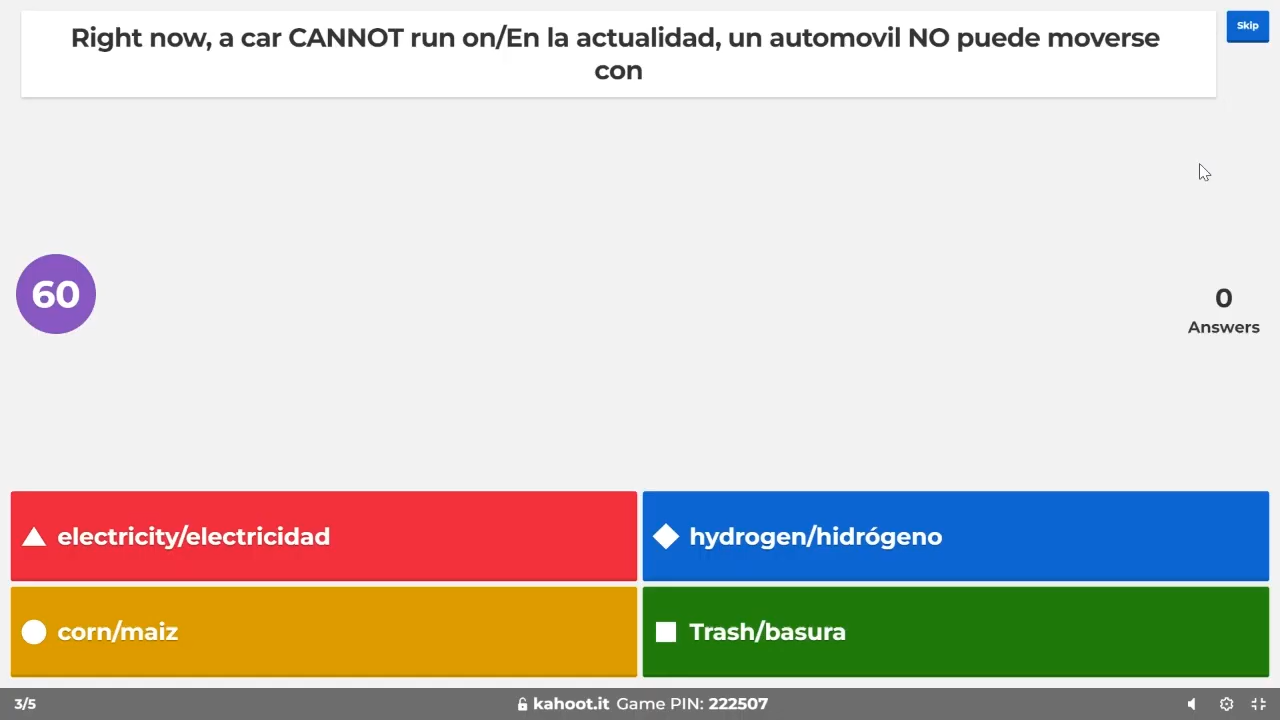 Right now, a car CANNOT run on/En la actualidad, un automovil NO puede moverse
con
Skip
60
0
Answers
electricity/electricidad
hydrogen/hidrógeno
corn/maiz
Trash/basura
3/5
kahoot.it Game PIN: 222507